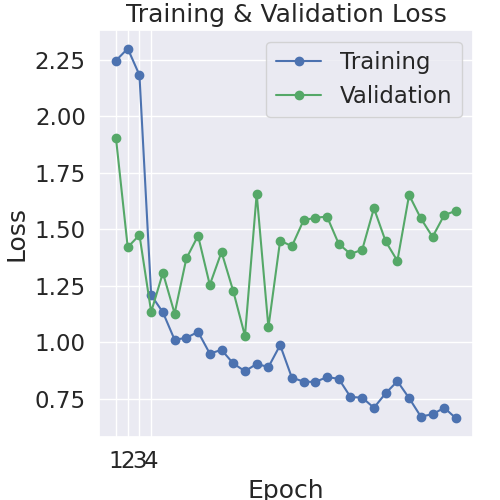 Training & Validation Loss
Training
Validation
2.25
2.00
1.75
1.50
1.25
1.00
0.75
Loss
1234
Epoch